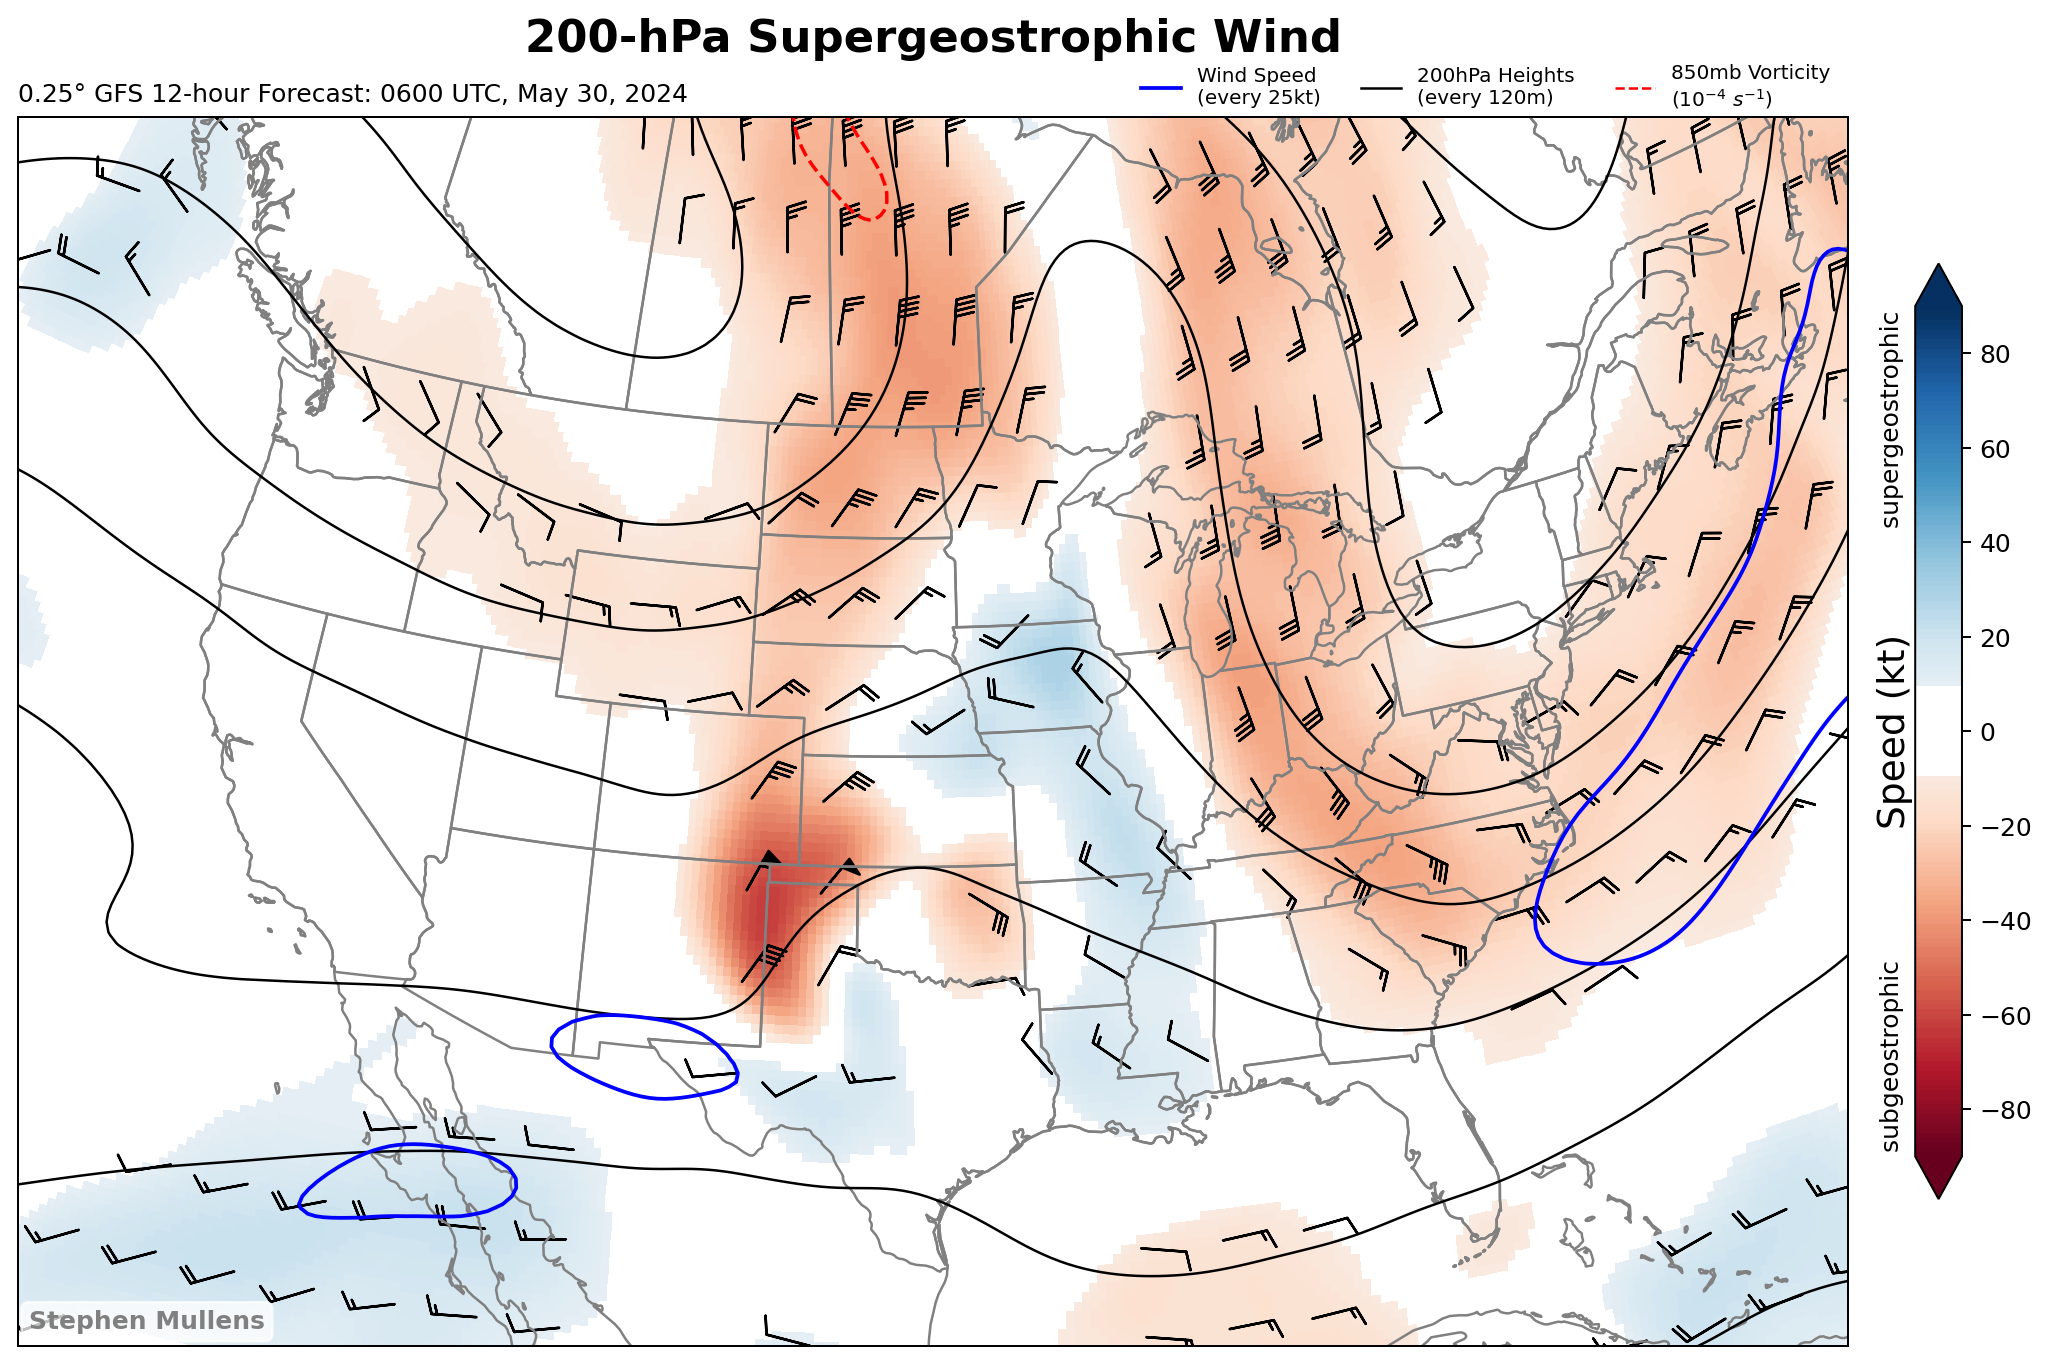 200-hPa Supergeostrophic Wind
0.25° GFS 12-hour Forecast: 0600 UTC, May 30, 2024
Wind Speed
(every 25kt)
200hPa Heights
(every 120m)
850mb Vorticity
(10⁻⁴ s⁻¹)
supergeostrophic
Speed (kt)
subgeostrophic
80
60
40
20
0
−20
−40
−60
−80
Stephen Mullens